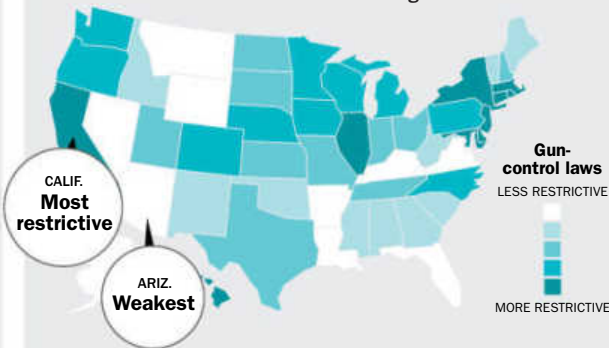 CALIF.
Most
restrictive
ARIZ.
Weakest
Gun-
control laws
LESS RESTRICTIVE
MORE RESTRICTIVE